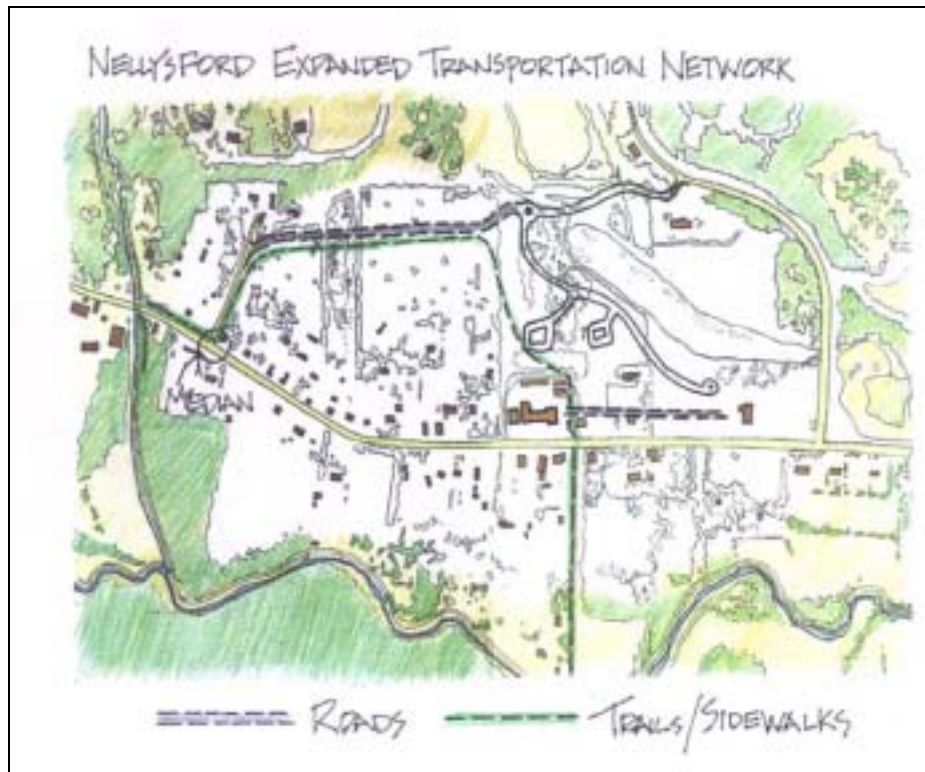 NELLYSFORD EXPANDED TRANSPORTATION NETWORK
MEDIAN
ROADS
TRAILS/SIDEWALKS